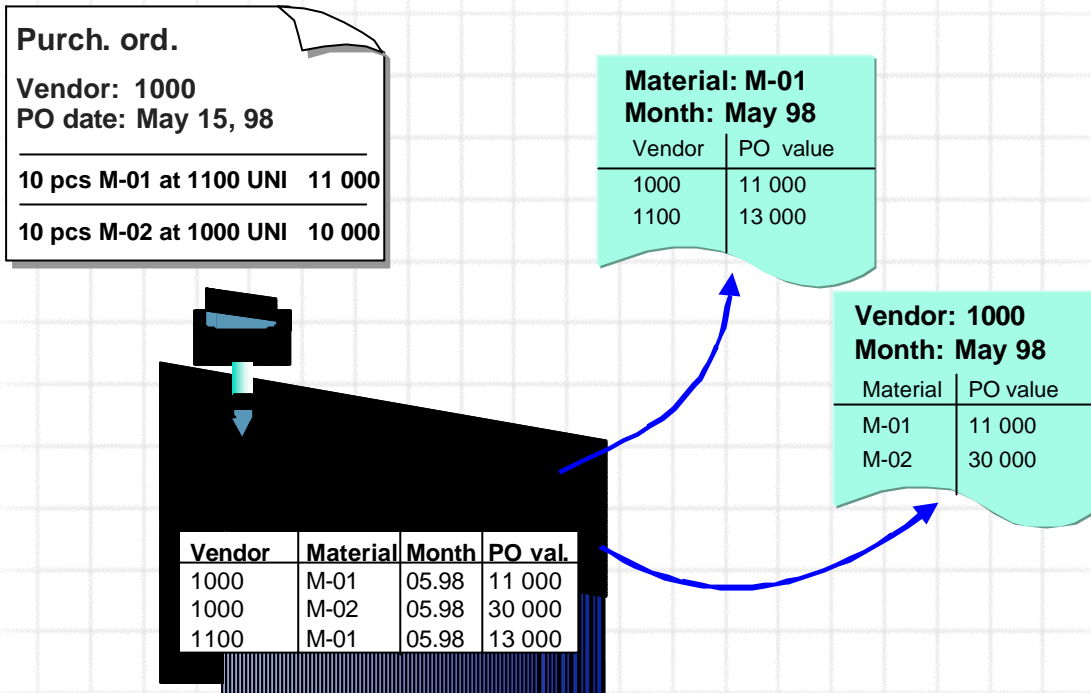 Purch. ord.
Vendor: 1000
PO date: May 15, 98
10 pcs M-01 at 1100 UNI 11 000
10 pcs M-02 at 1000 UNI 10 000
Material: M-01
Month: May 98
Vendor PO value
1000 11 000
1100 13 000
Vendor: 1000
Month: May 98
Material PO value
M-01 11 000
M-02 30 000
Vendor Material Month PO val.
1000 M-01 05.98 11 000
1000 M-02 05.98 30 000
1100 M-01 05.98 13 000